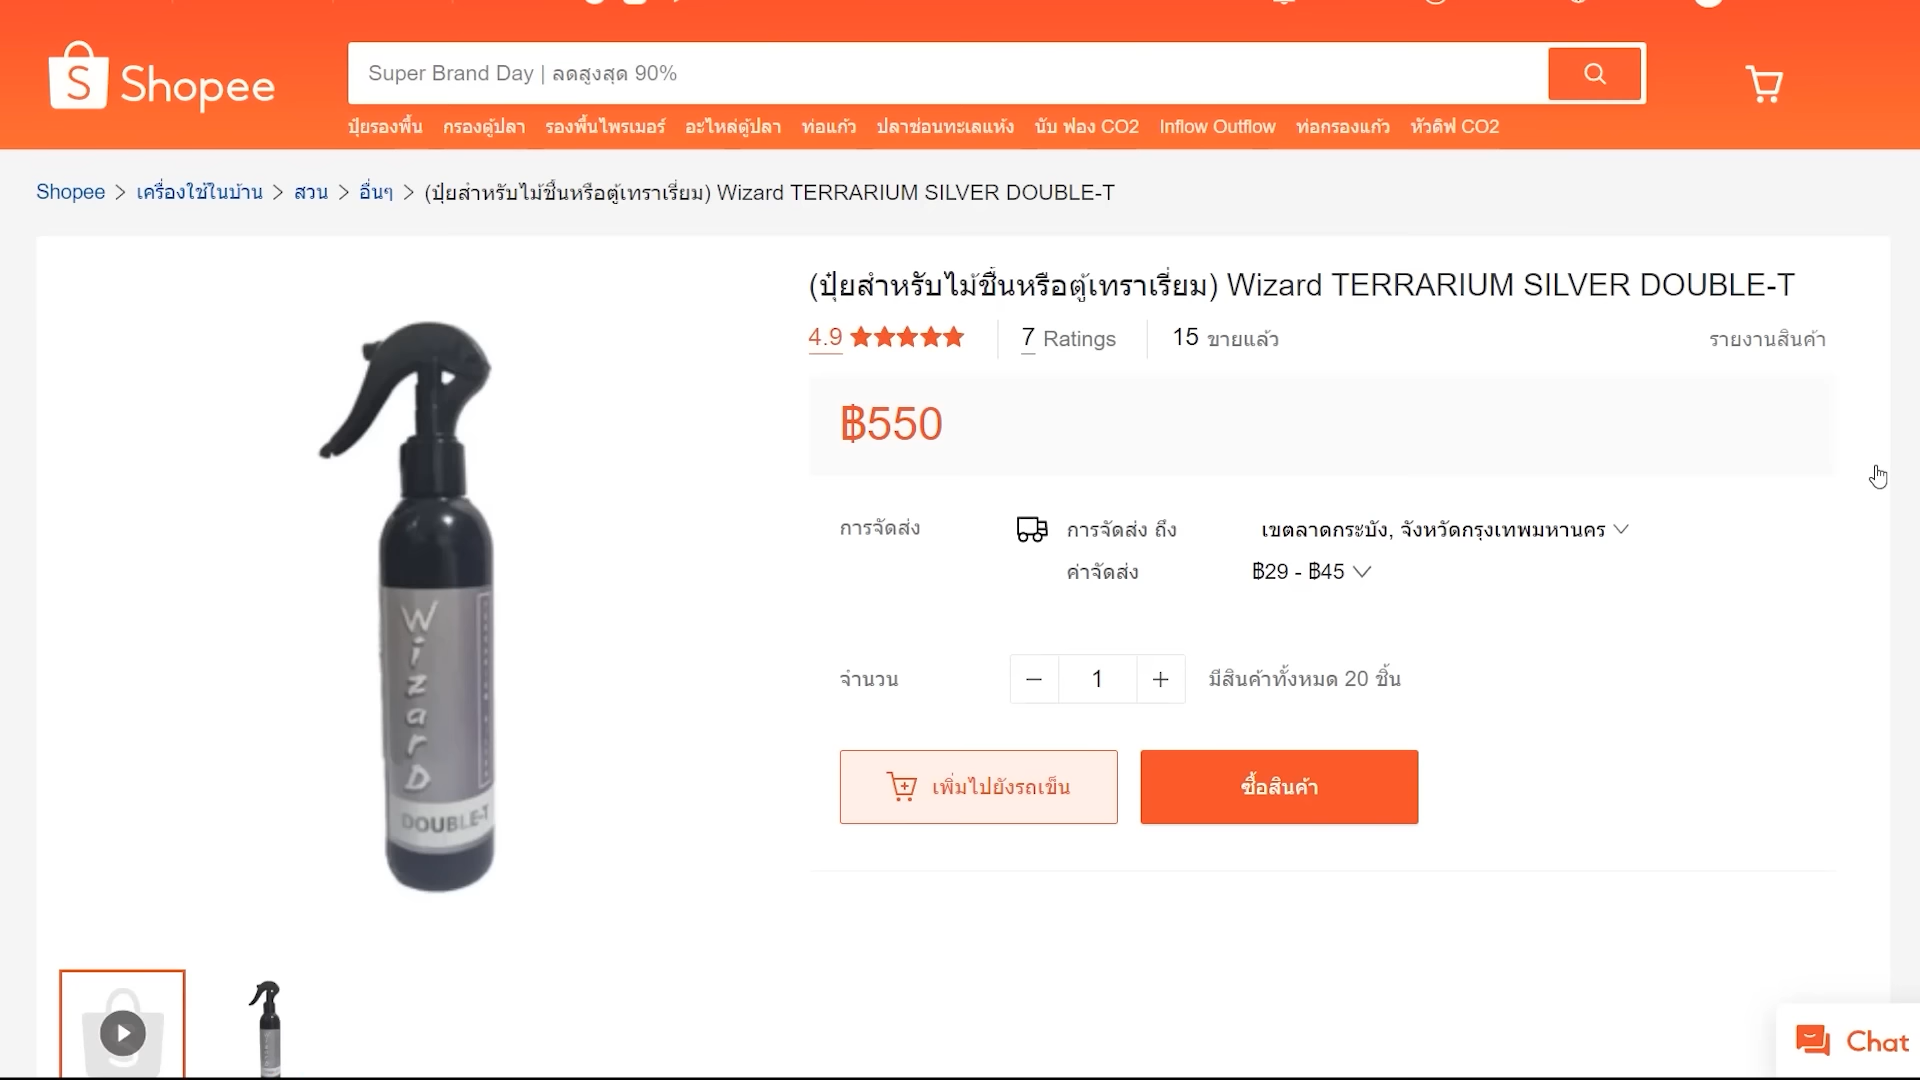 Shopee
Super Brand Day | ลดสูงสุด 90%
ปุ๋ยรองพื้น กรองตู้ปลา รองพื้นไพรเมอร์ อะไหล่ตู้ปลา ท่อแก้ว ปลาช่อนทะเลแห้ง นับ ฟอง CO2 Inflow Outflow ท่อกรองแก้ว หัวดิฟ CO2
Shopee > เครื่องใช้ในบ้าน > สวน > อื่นๆ > (ปุ๋ยสำหรับไม้ชื้นหรือตู้เทราเรี่ยม) Wizard TERRARIUM SILVER DOUBLE-T
(ปุ๋ยสำหรับไม้ชื้นหรือตู้เทราเรี่ยม) Wizard TERRARIUM SILVER DOUBLE-T
4.9 7 Ratings 15 ขายแล้ว รายงานสินค้า
฿550
การจัดส่ง การจัดส่ง ถึง เขตลาดกระบัง, จังหวัดกรุงเทพมหานคร
ค่าจัดส่ง ฿29 - ฿45
จำนวน − 1 + มีสินค้าทั้งหมด 20 ชิ้น
เพิ่มไปยังรถเข็น ซื้อสินค้า
WizarD
DOUBLE-T
Chat